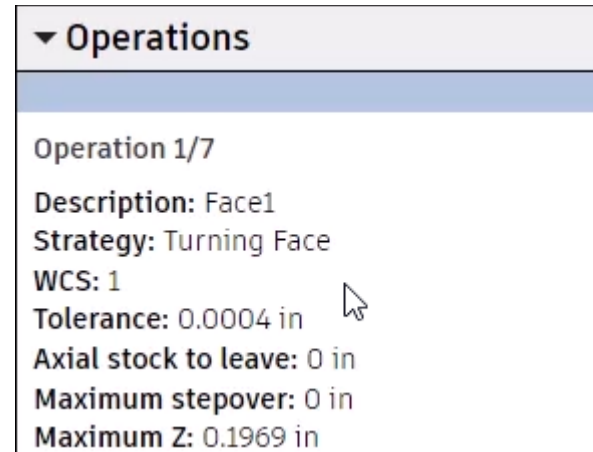 Operations
Operation 1/7
Description: Face1
Strategy: Turning Face
WCS: 1
Tolerance: 0.0004 in
Axial stock to leave: 0 in
Maximum stepover: 0 in
Maximum Z: 0.1969 in